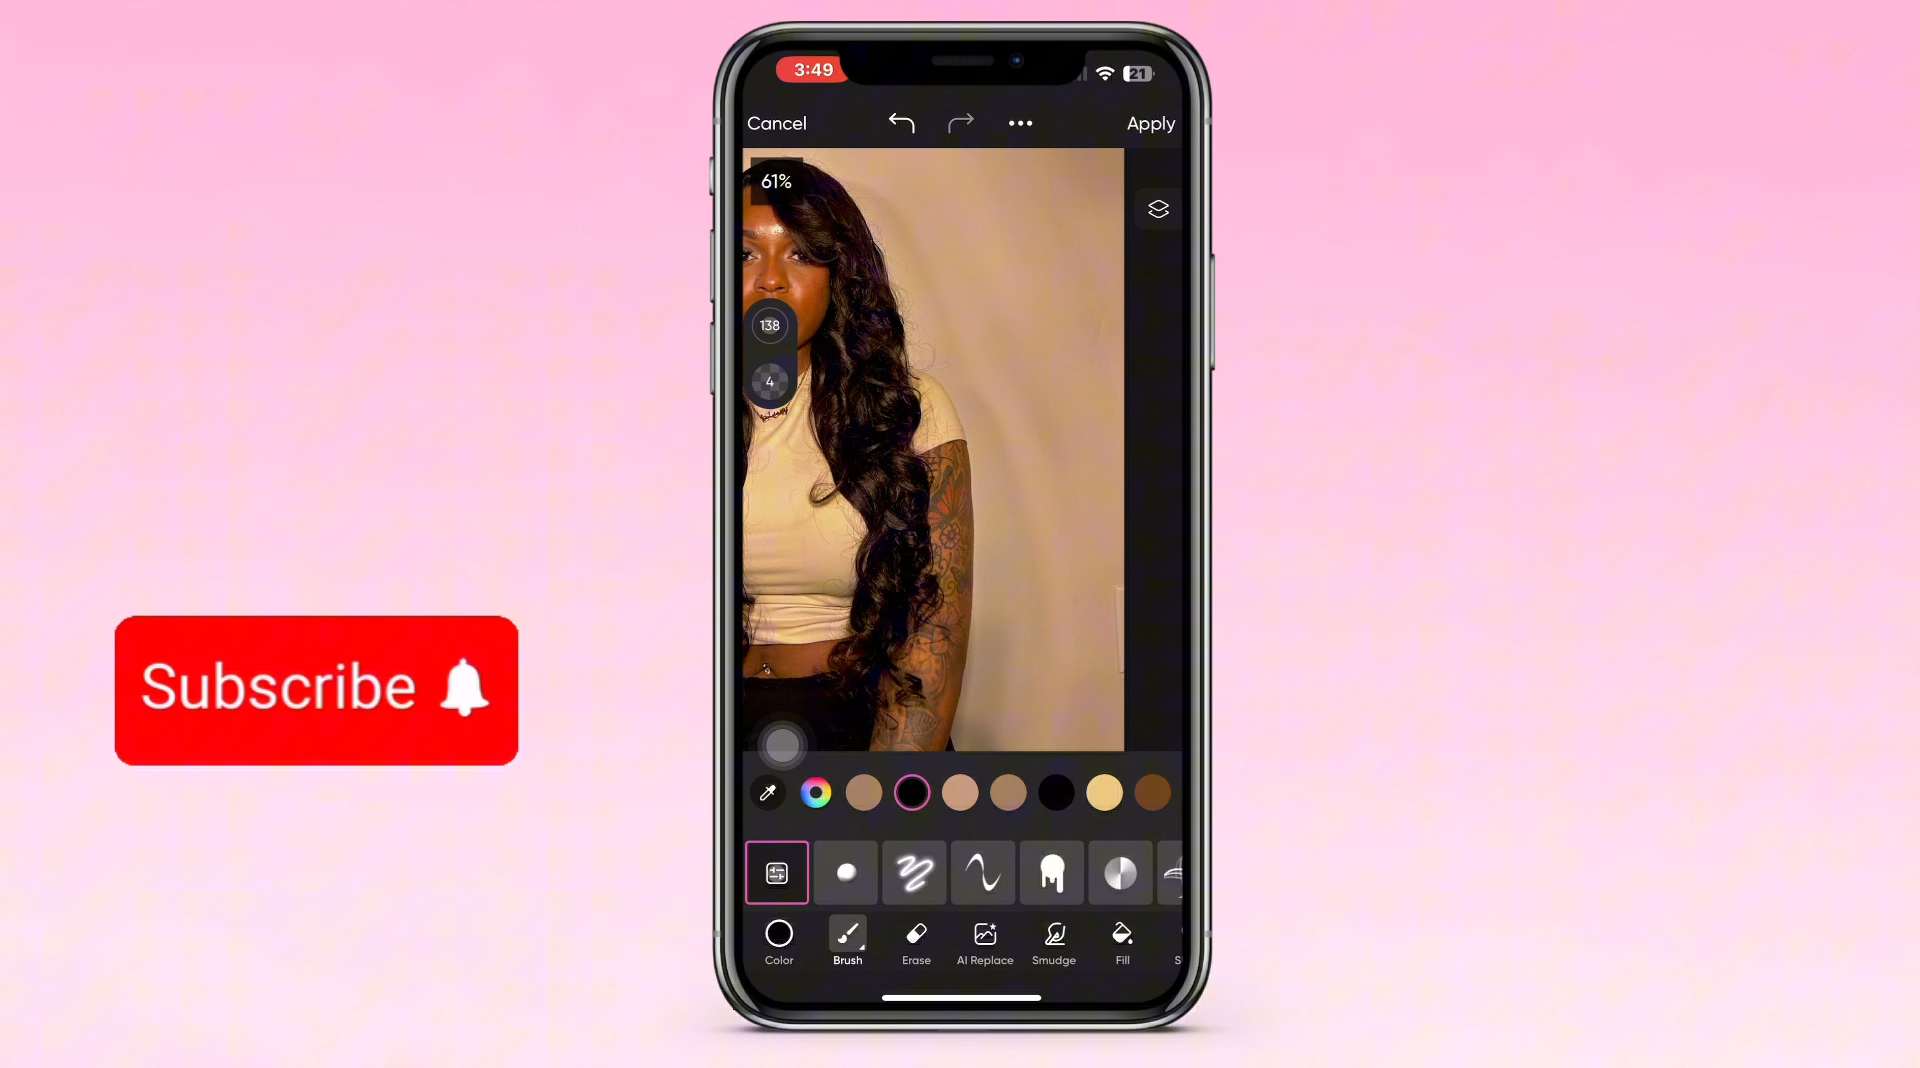 3:49
21
Cancel
Apply
61%
138
4
Subscribe
Color
Brush
Erase
AI Replace
Smudge
Fill